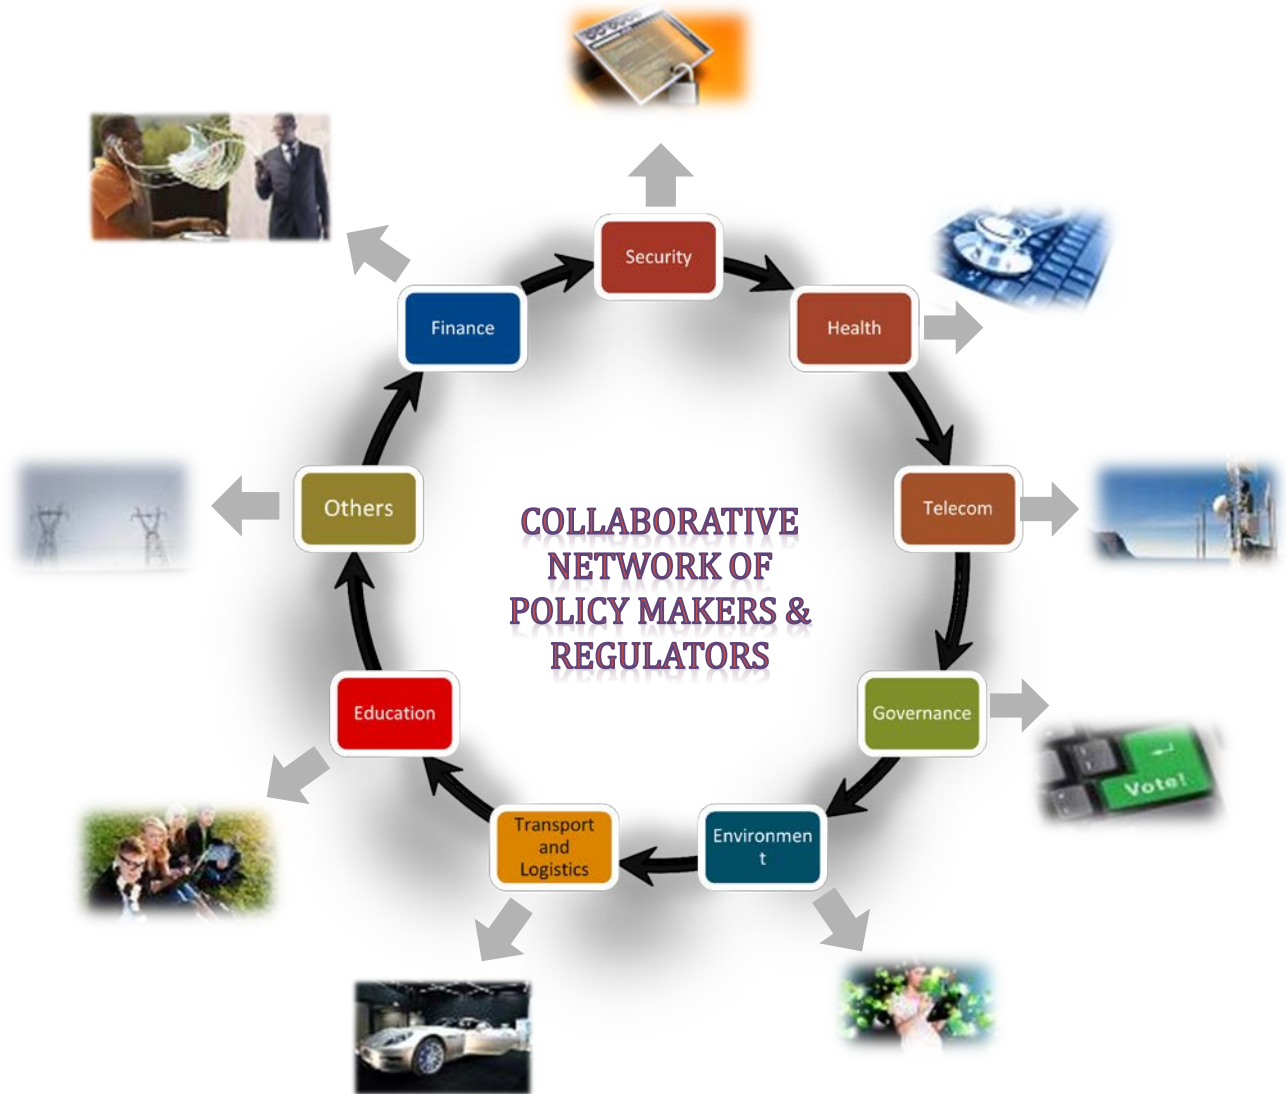 Security
Health
Finance
Telecom
Others
COLLABORATIVE
NETWORK OF
POLICY MAKERS &
REGULATORS
Governance
Vote!
Education
Environmen
t
Transport
and
Logistics